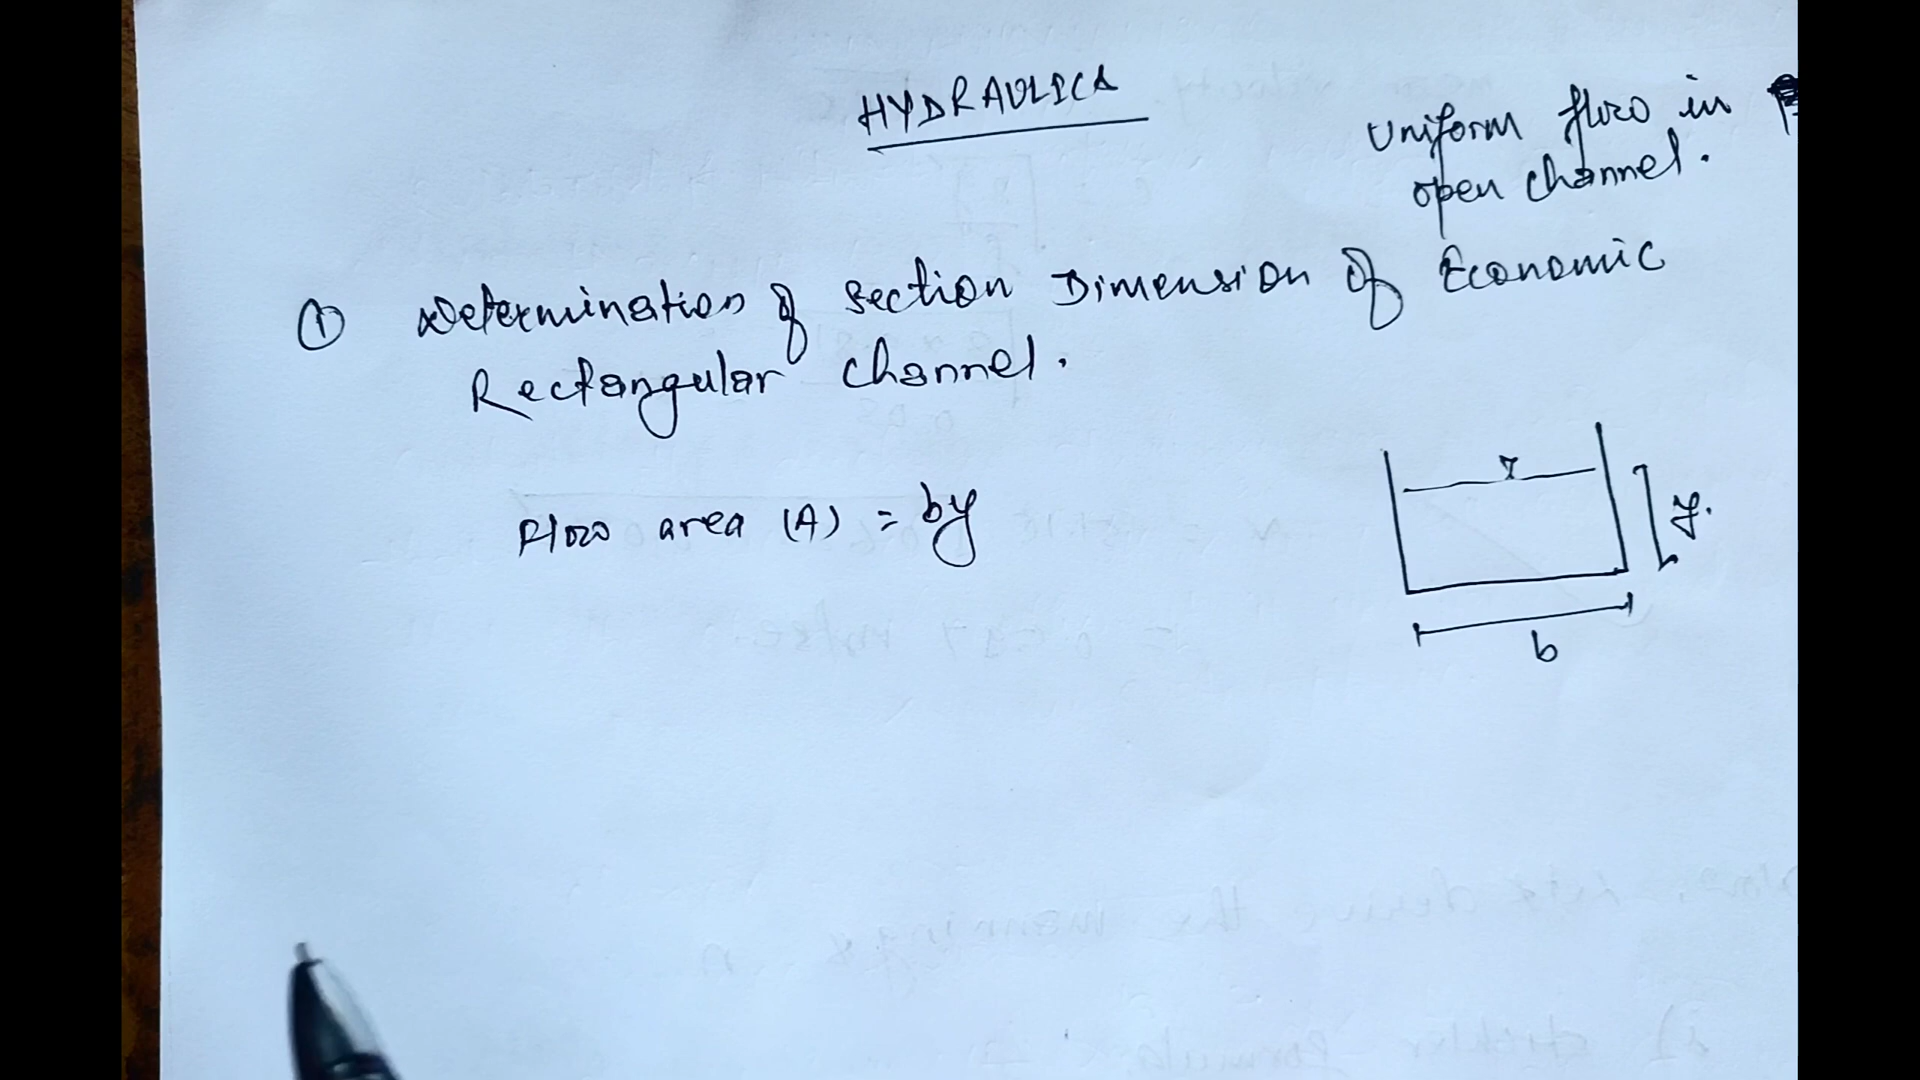 HYDRAULICS
Uniform flow in
open channel.
① Determination of Section Dimension Of Economic
Rectangular channel.
Flow area (A) = by
y.
b